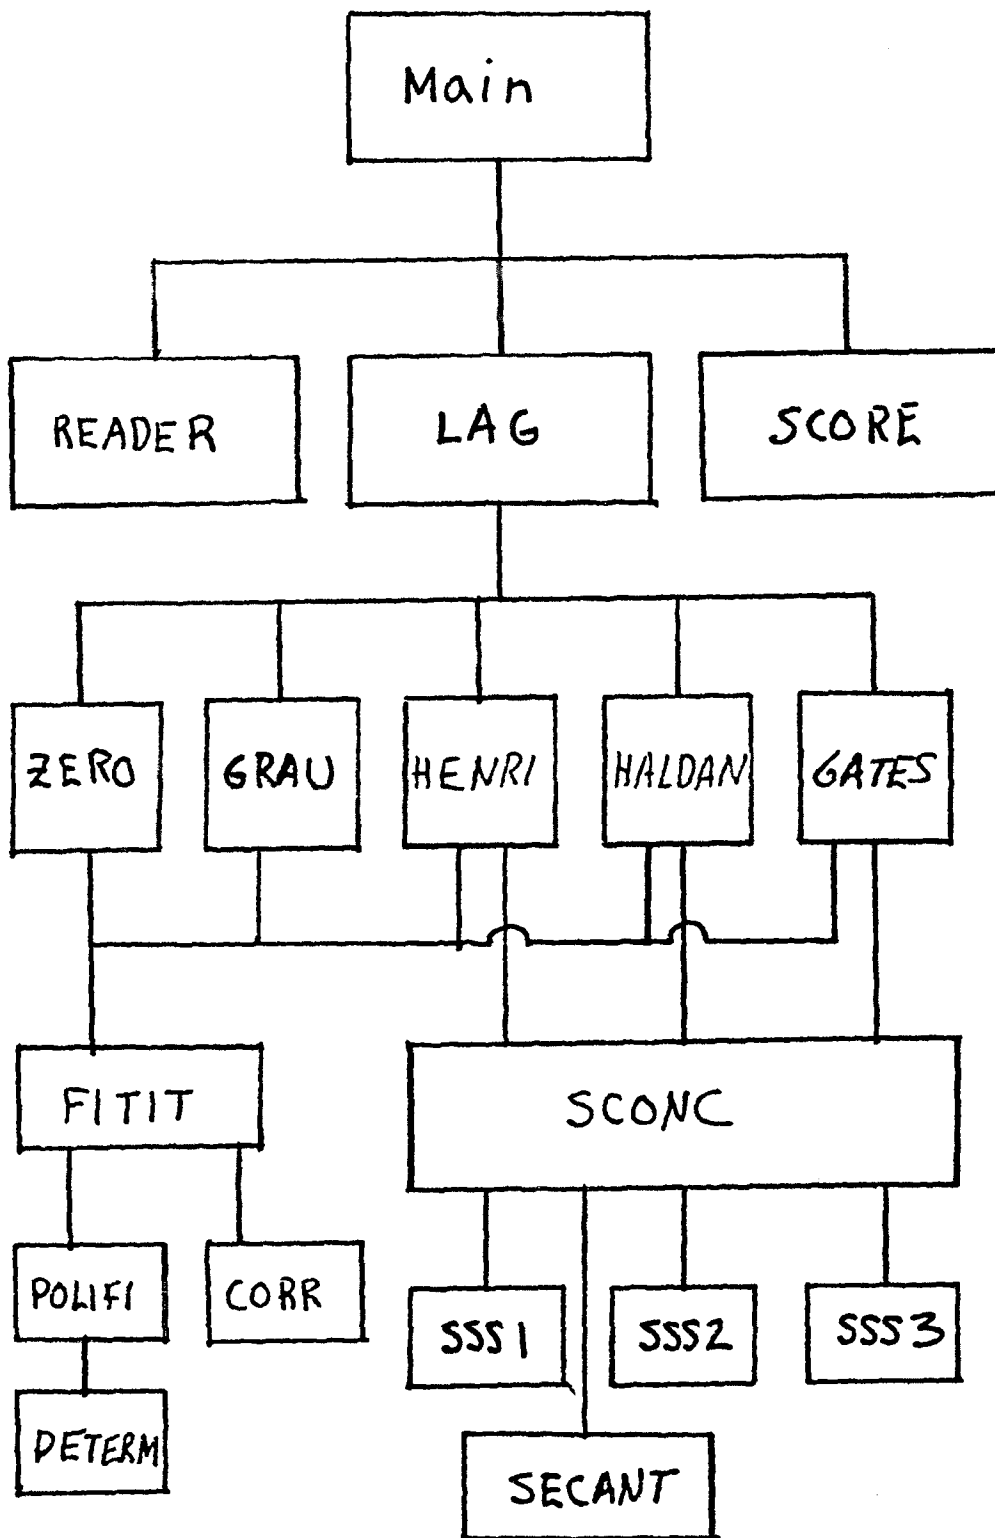 Main
READER
LAG
SCORE
ZERO
GRAU
HENRI
HALDAN
GATES
FITIT
SCONC
POLIFI
CORR
SSS1
SSS2
SSS3
DETERM
SECANT